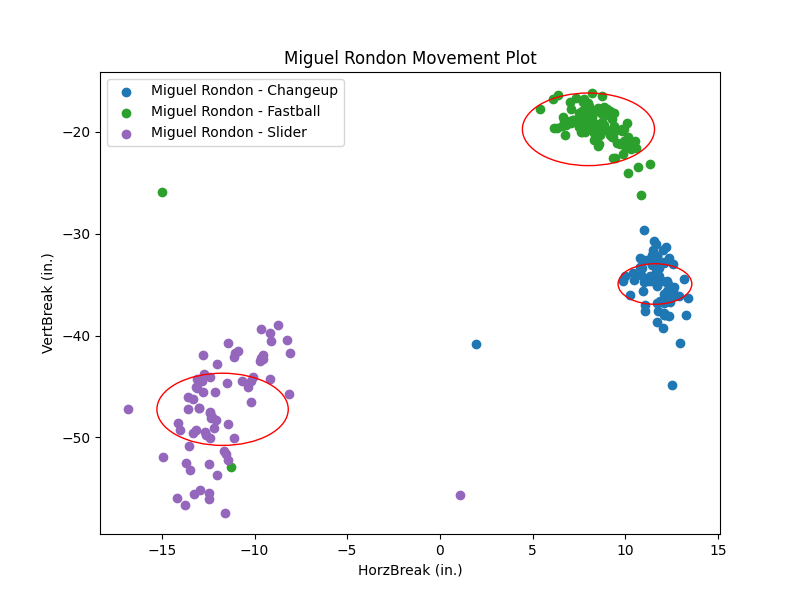 Miguel Rondon Movement Plot
Miguel Rondon - Changeup
Miguel Rondon - Fastball
Miguel Rondon - Slider
VertBreak (in.)
−20
−30
−40
−50
−15
−10
−5
0
5
10
15
HorzBreak (in.)